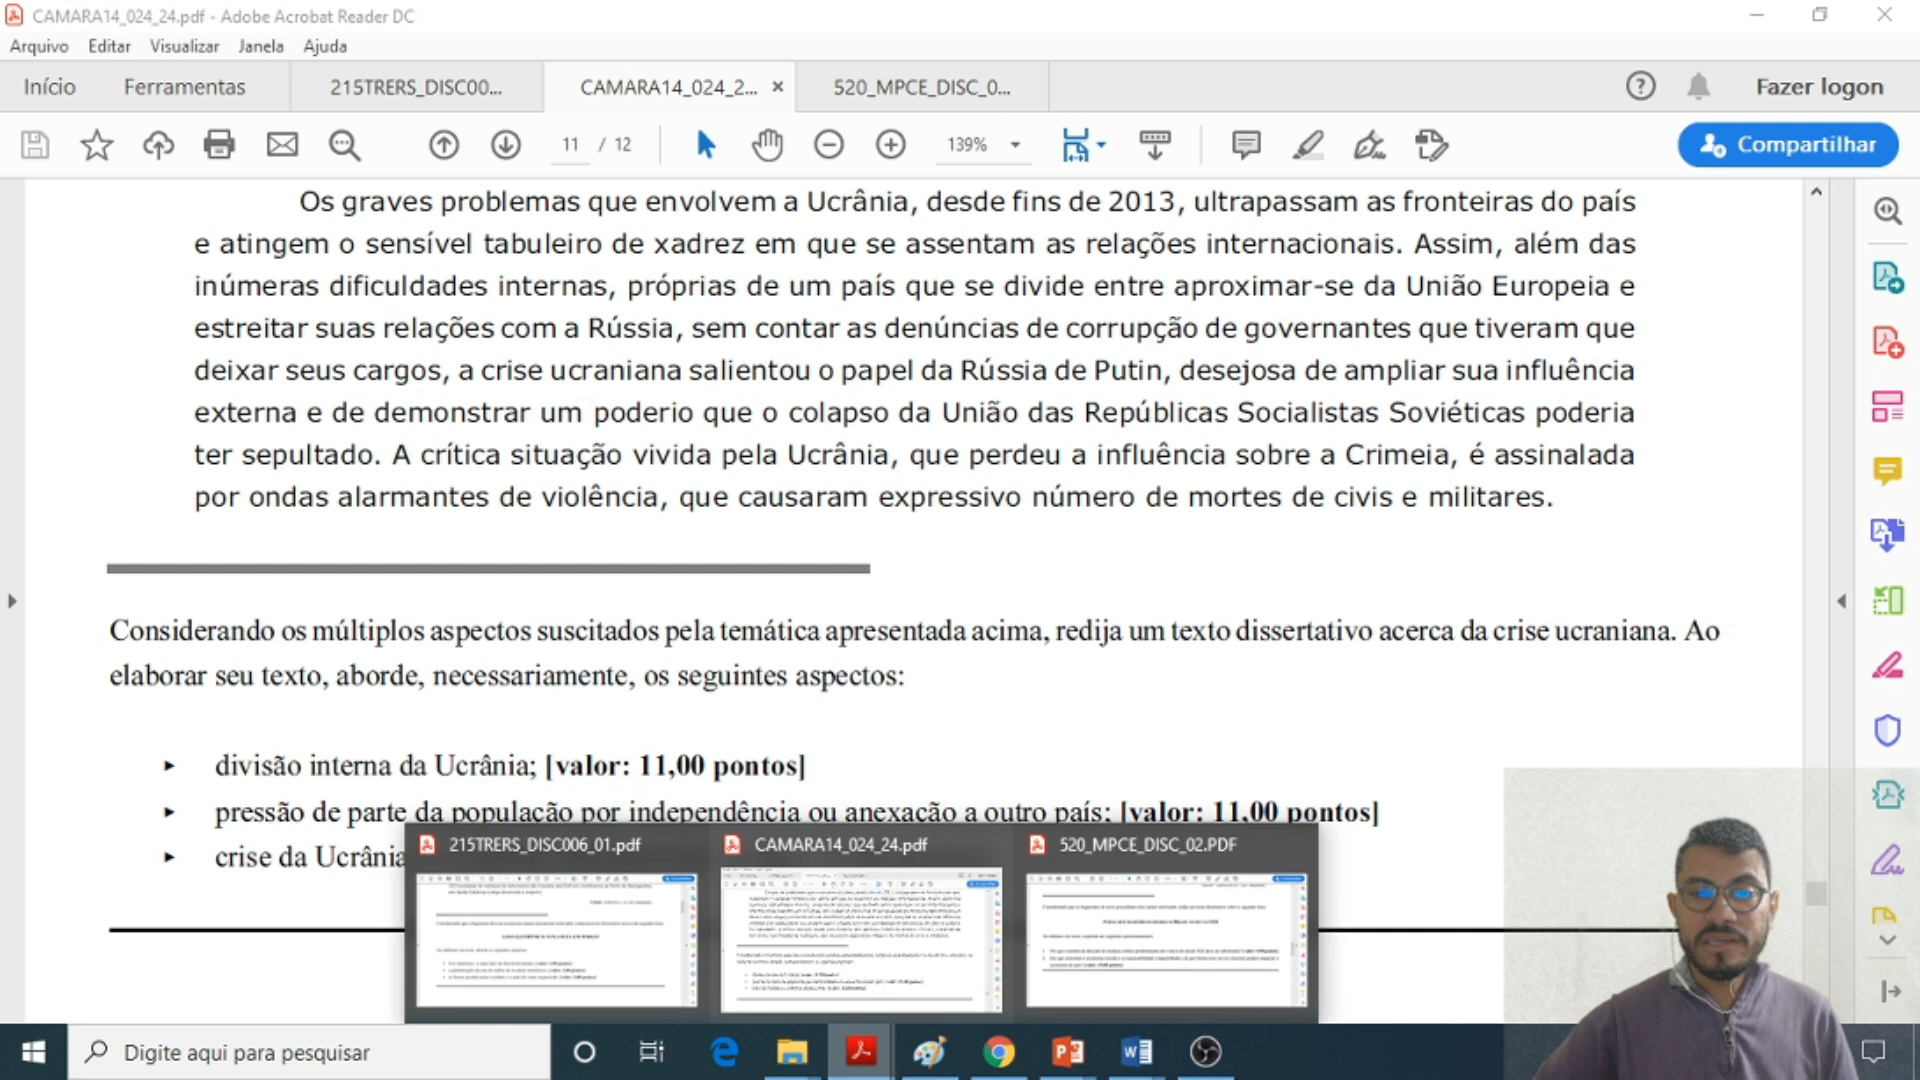 CAMARA14_024_24.pdf - Adobe Acrobat Reader DC
Arquivo Editar Visualizar Janela Ajuda
Início Ferramentas 215TRERS_DISC00... CAMARA14_024_2... 520_MPCE_DISC_0... Fazer logon
11 / 12 139% Compartilhar
Os graves problemas que envolvem a Ucrânia, desde fins de 2013, ultrapassam as fronteiras do país
e atingem o sensível tabuleiro de xadrez em que se assentam as relações internacionais. Assim, além das
inúmeras dificuldades internas, próprias de um país que se divide entre aproximar-se da União Europeia e
estreitar suas relações com a Rússia, sem contar as denúncias de corrupção de governantes que tiveram que
deixar seus cargos, a crise ucraniana salientou o papel da Rússia de Putin, desejosa de ampliar sua influência
externa e de demonstrar um poderio que o colapso da União das Repúblicas Socialistas Soviéticas poderia
ter sepultado. A crítica situação vivida pela Ucrânia, que perdeu a influência sobre a Crimeia, é assinalada
por ondas alarmantes de violência, que causaram expressivo número de mortes de civis e militares.
Considerando os múltiplos aspectos suscitados pela temática apresentada acima, redija um texto dissertativo acerca da crise ucraniana. Ao
elaborar seu texto, aborde, necessariamente, os seguintes aspectos:
divisão interna da Ucrânia; [valor: 11,00 pontos]
pressão de parte da população por independência ou anexação a outro país; [valor: 11,00 pontos]
crise da Ucrânia
215TRERS_DISC006_01.pdf CAMARA14_024_24.pdf 520_MPCE_DISC_02.PDF
Digite aqui para pesquisar